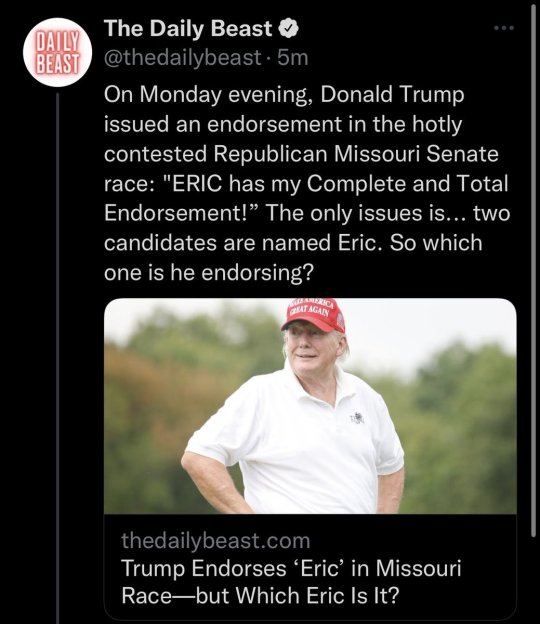 DAILY
BEAST
The Daily Beast
@thedailybeast · 5m
On Monday evening, Donald Trump
issued an endorsement in the hotly
contested Republican Missouri Senate
race: "ERIC has my Complete and Total
Endorsement!” The only issues is... two
candidates are named Eric. So which
one is he endorsing?
MAKE AMERICA
GREAT AGAIN
thedailybeast.com
Trump Endorses ‘Eric’ in Missouri
Race—but Which Eric Is It?